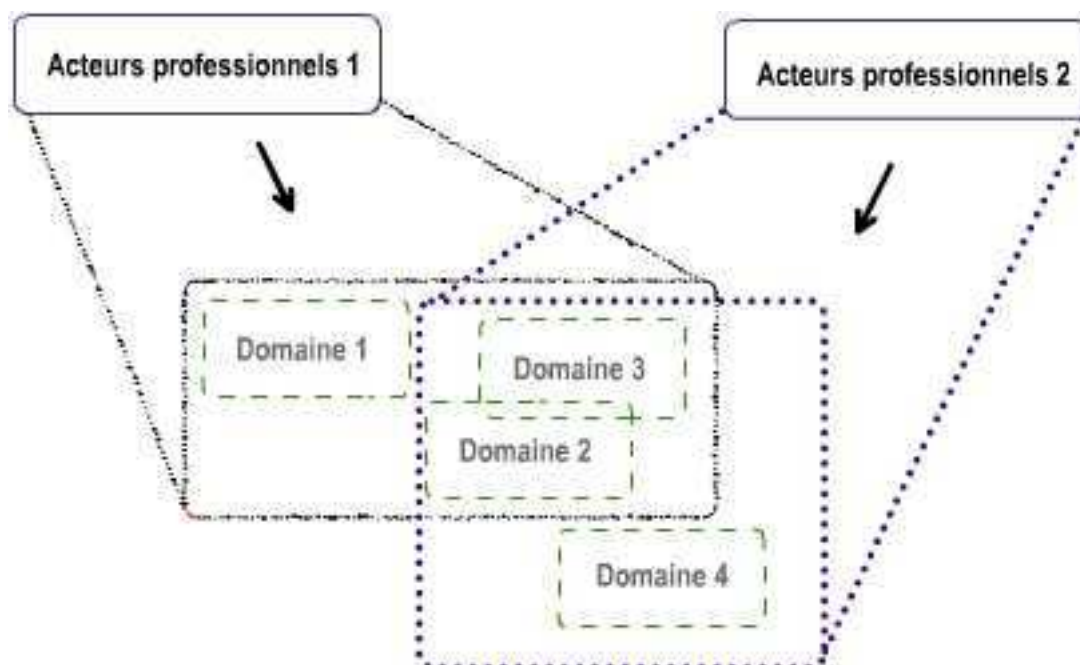 Acteurs professionnels 1
Acteurs professionnels 2
Domaine 1
Domaine 3
Domaine 2
Domaine 4